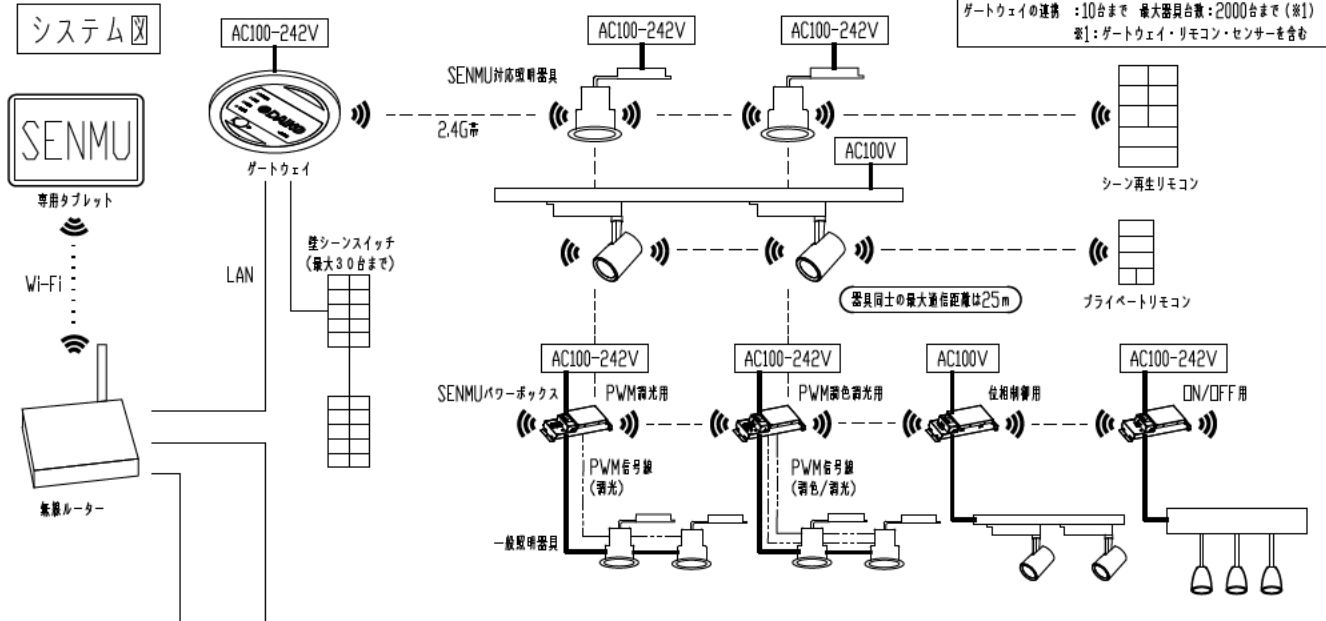 システム図
AC100-242V
AC100-242V
AC100-242V
ゲートウェイの連携 :10台まで 最大器具台数:2000台まで(※1)
※1:ゲートウェイ・リモコン・センサーを含む
SENMU対応照明器具
SENMU
DAIKO
2.4G帯
ゲートウェイ
AC100V
専用タブレット
シーン再生リモコン
壁シーンスイッチ
(最大30台まで)
LAN
Wi-Fi
器具同士の最大通信距離は25m
プライベートリモコン
AC100-242V
AC100-242V
AC100V
AC100-242V
SENMUパワーボックス
PWM調光用
PWM調色調光用
位相制御用
ON/OFF用
PWM信号線
(調光)
PWM信号線
(調色/調光)
無線ルーター
一般照明器具